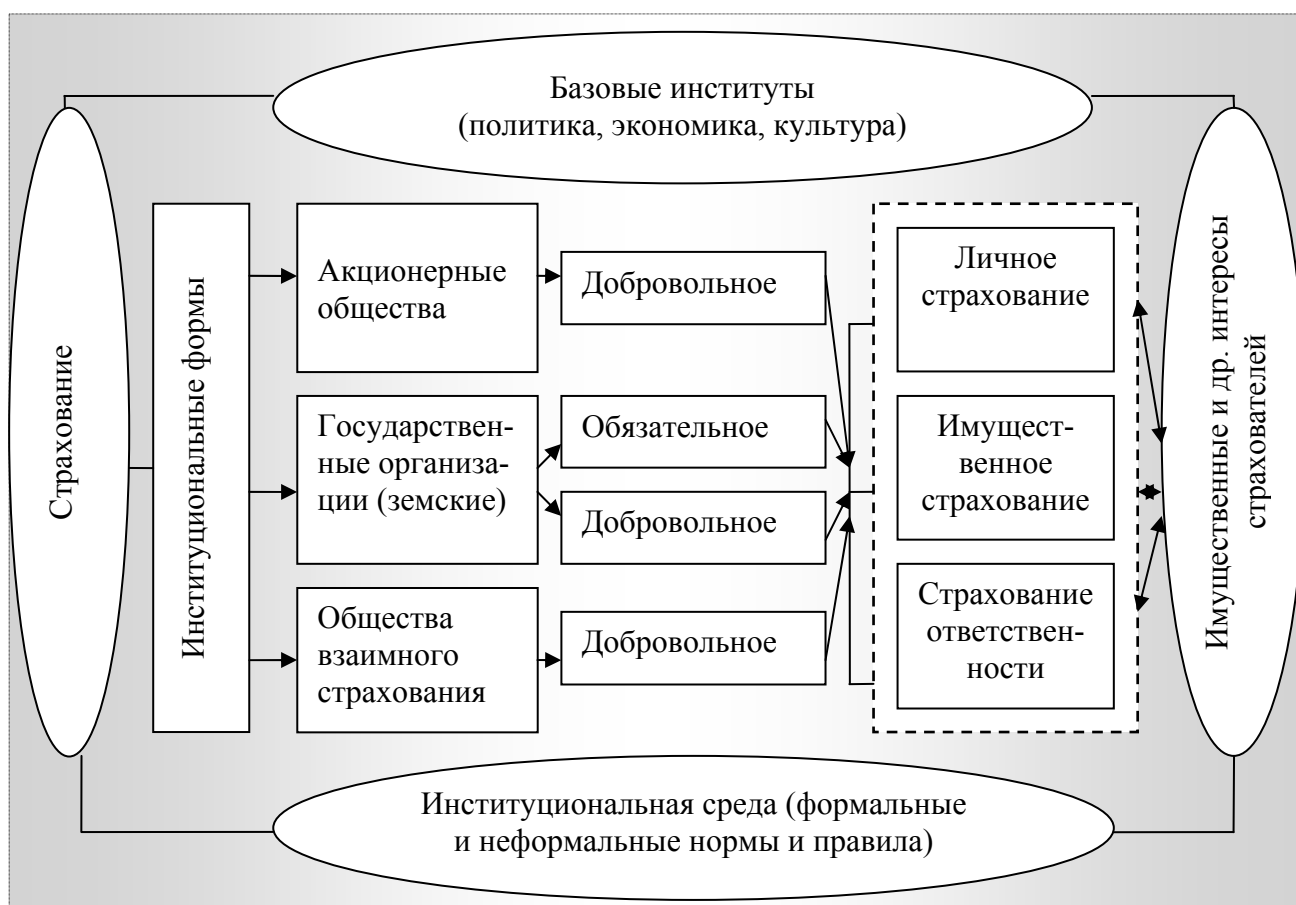 Базовые институты
(политика, экономика, культура)
Страхование
Институциональные формы
Акционерные
общества
Добровольное
Государствен-
ные организа-
ции (земские)
Обязательное
Добровольное
Общества
взаимного
страхования
Добровольное
Личное
страхование
Имущест-
венное
страхование
Страхование
ответствен-
ности
Имущественные и др. интересы
страхователей
Институциональная среда (формальные
и неформальные нормы и правила)